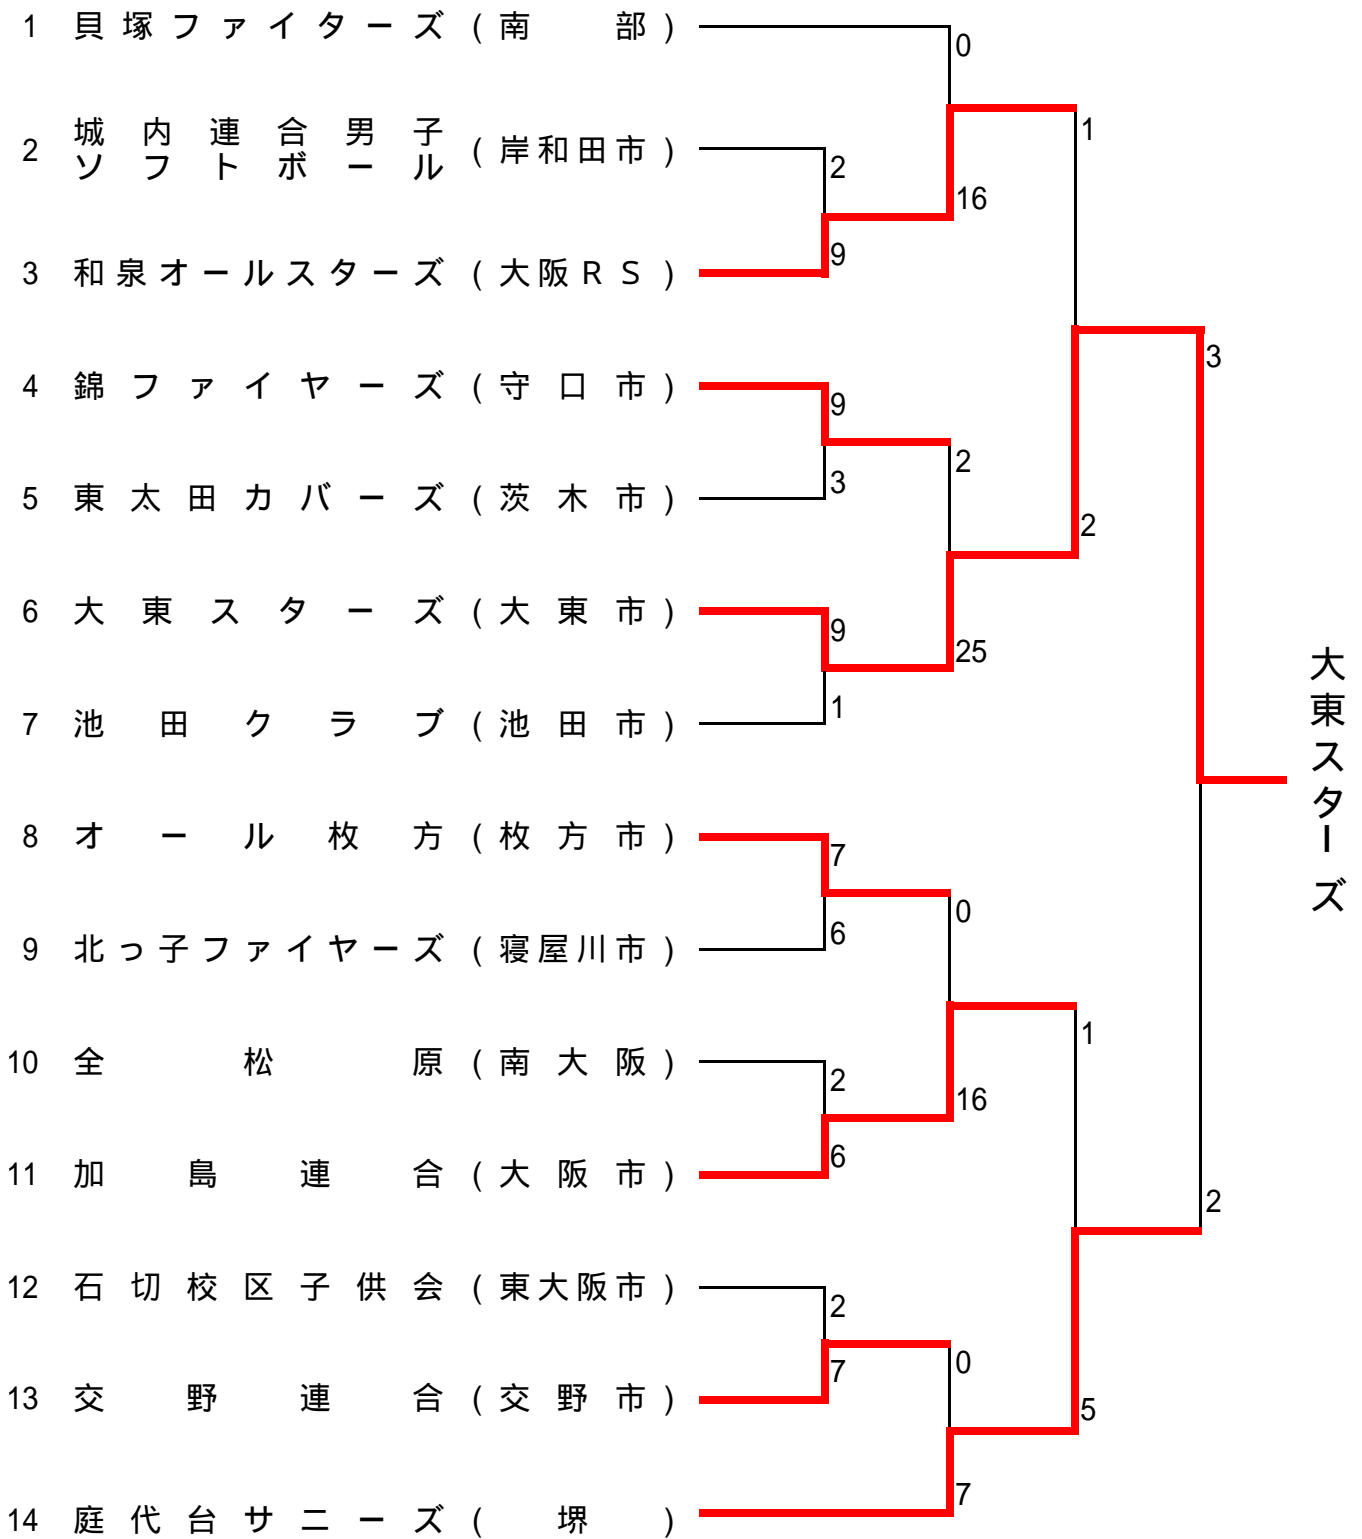 1 貝塚ファイターズ (南部)
0
1
2 城内連合男子 (岸和田市)
ソフトボール
2
16
9
3 和泉オールスターズ (大阪RS)
3
4 錦ファイヤーズ (守口市)
9
2
3
5 東太田カバーズ (茨木市)
2
6 大東スターズ (大東市)
9
25
1
7 池田クラブ (池田市)
大東スターズ
8 オール枚方 (枚方市)
7
0
6
9 北っ子ファイヤーズ (寝屋川市)
1
10 全松原 (南大阪)
2
16
6
11 加島連合 (大阪市)
2
12 石切校区子供会 (東大阪市)
2
0
7
13 交野連合 (交野市)
5
7
14 庭代台サニーズ (堺)